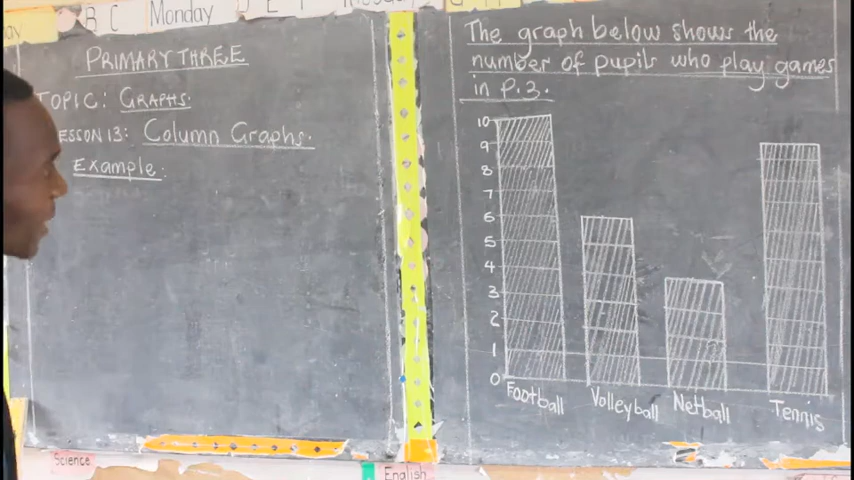 B C Monday D E F
PRIMARY THREE
TOPIC: GRAPHS.
LESSON 13: Column Graphs.
Example:
The graph below shows the
number of pupils who play games
in P.3.
10
9
8
7
6
5
4
3
2
1
0
Football Volleyball Netball Tennis
Science
English